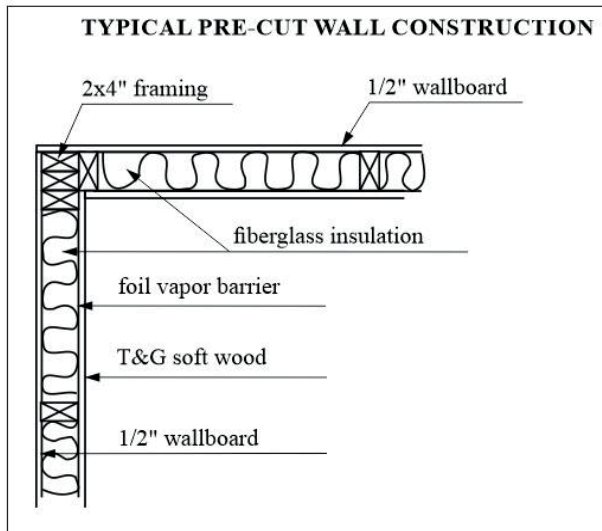 TYPICAL PRE-CUT WALL CONSTRUCTION
2x4" framing
1/2" wallboard
fiberglass insulation
foil vapor barrier
T&G soft wood
1/2" wallboard